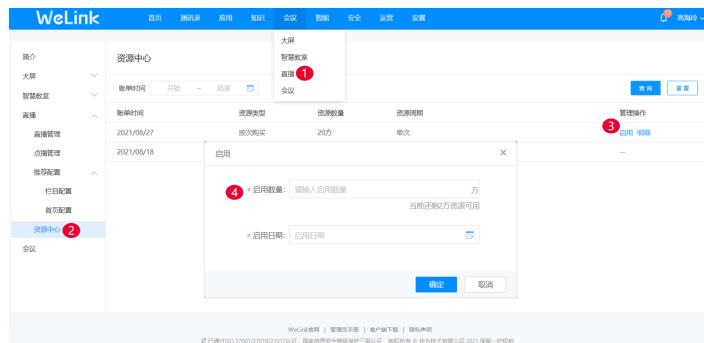 WeLink 首页 通讯录 应用 知识 会议 智能 安全 运营 设置
大屏
智慧教室
直播 1
会议
简介
大屏
智慧教室
直播
直播管理
点播管理
推荐配置
栏目配置
首页配置
资源中心 2
会议
资源中心
账单时间 开始 - 结束 查询 重置
账单时间 资源类型 资源数量 资源周期 管理操作
2021/08/27 按次购买 20方 单次 3 启用 明细
2021/08/18 --
启用 ×
4 * 启用数量: 请输入启用数量 方
当前还剩2方资源可用
* 启用日期: 启用日期
确定 取消
WeLink官网 | 管理员手册 | 客户端下载 | 隐私声明